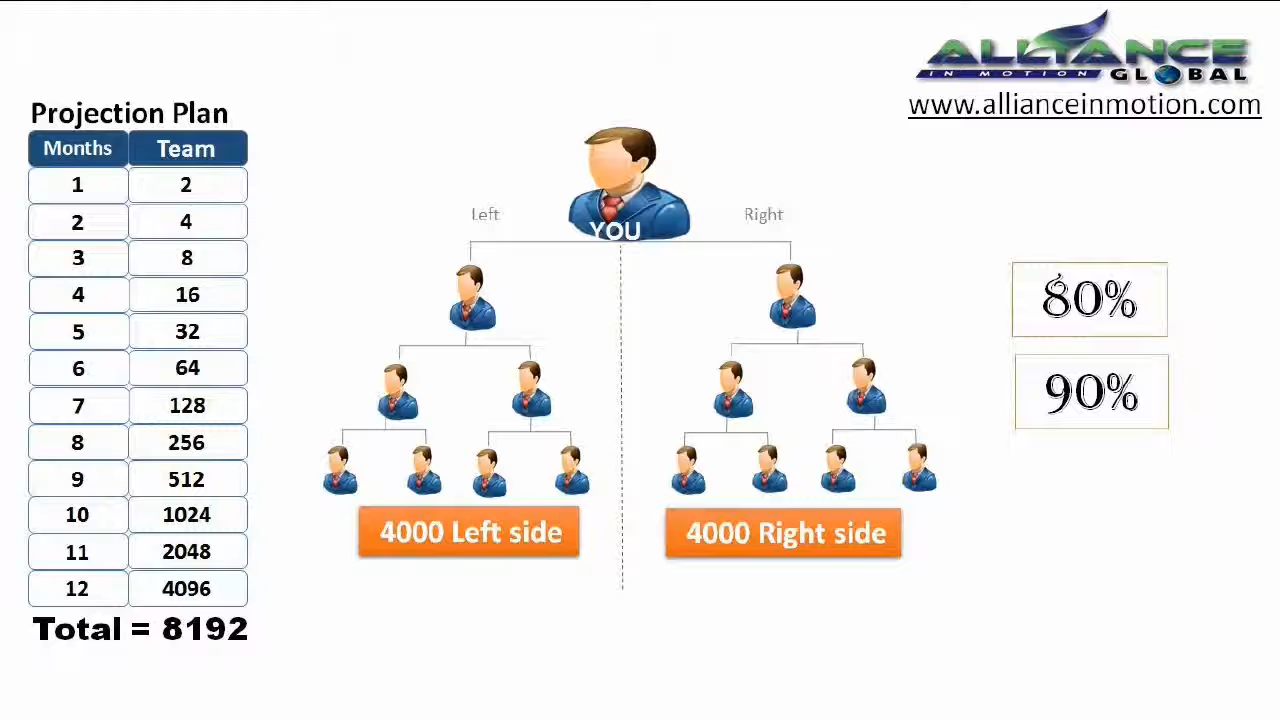 ALLIANCE
IN MOTION GLOBAL
www.allianceinmotion.com
Projection Plan
Months Team
1 2
2 4
3 8
4 16
5 32
6 64
7 128
8 256
9 512
10 1024
11 2048
12 4096
Total = 8192
Left Right
YOU
4000 Left side
4000 Right side
80%
90%